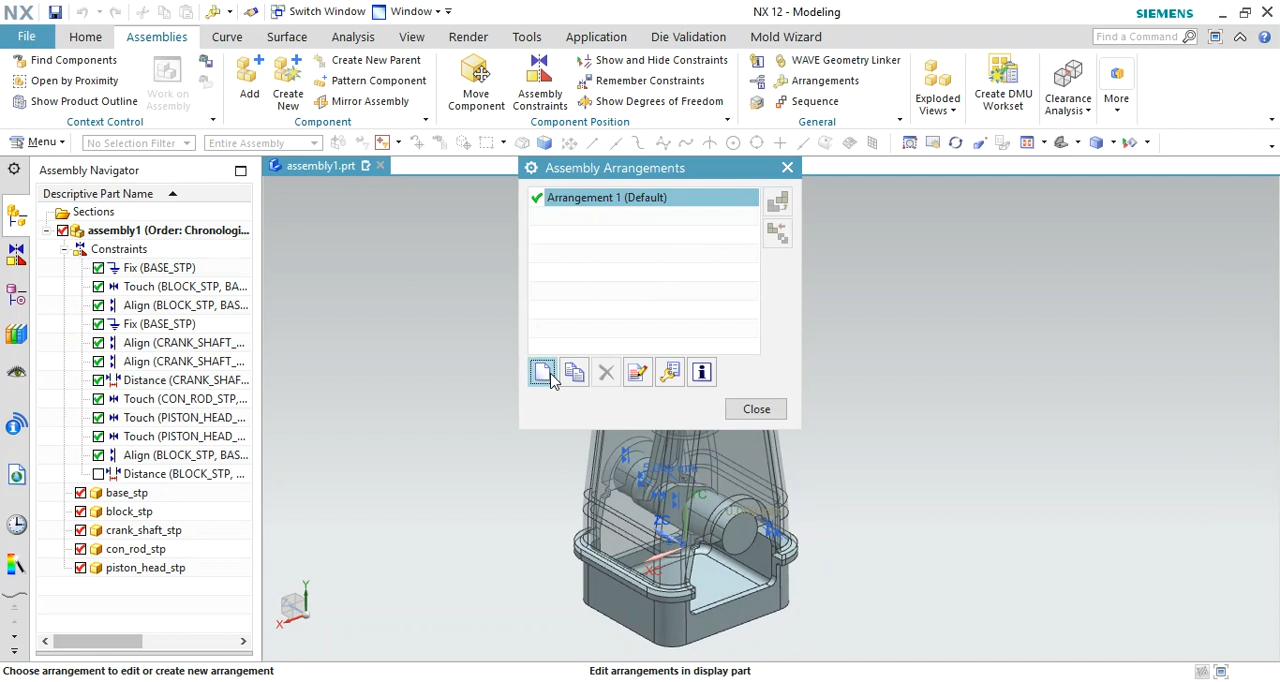 NX
Switch Window
Window
NX 12 - Modeling
SIEMENS
File
Home
Assemblies
Curve
Surface
Analysis
View
Render
Tools
Application
Die Validation
Mold Wizard
Find a Command
Find Components
Open by Proximity
Show Product Outline
Work on
Assembly
Context Control
Add
Create
New
Create New Parent
Pattern Component
Mirror Assembly
Component
Move
Component
Assembly
Constraints
Show and Hide Constraints
Remember Constraints
Show Degrees of Freedom
Component Position
WAVE Geometry Linker
Arrangements
Sequence
General
Exploded
Views
Create DMU
Workset
Clearance
Analysis
More
Menu
No Selection Filter
Entire Assembly
Assembly Navigator
assembly1.prt
Descriptive Part Name
Sections
assembly1 (Order: Chronologi...
Constraints
Fix (BASE_STP)
Touch (BLOCK_STP, BA...
Align (BLOCK_STP, BAS...
Fix (BASE_STP)
Align (CRANK_SHAFT_...
Align (CRANK_SHAFT_...
Distance (CRANK_SHAF...
Touch (CON_ROD_STP,...
Touch (PISTON_HEAD_...
Touch (PISTON_HEAD_...
Align (BLOCK_STP, BAS...
Distance (BLOCK_STP, ...
base_stp
block_stp
crank_shaft_stp
con_rod_stp
piston_head_stp
Assembly Arrangements
Arrangement 1 (Default)
Close
YC
ZC
XC
Y
X
Choose arrangement to edit or create new arrangement
Edit arrangements in display part